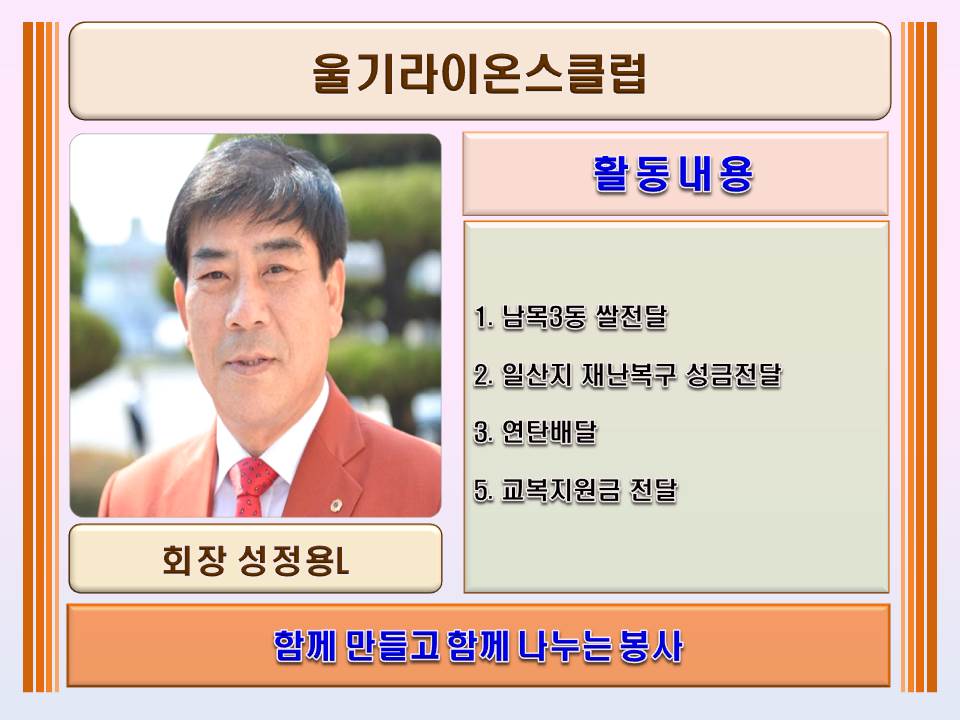 울기라이온스클럽
활동내용
1. 남목3동 쌀전달
2. 일산지 재난복구 성금전달
3. 연탄배달
5. 교복지원금 전달
회장 성정용L
함께 만들고 함께 나누는 봉사